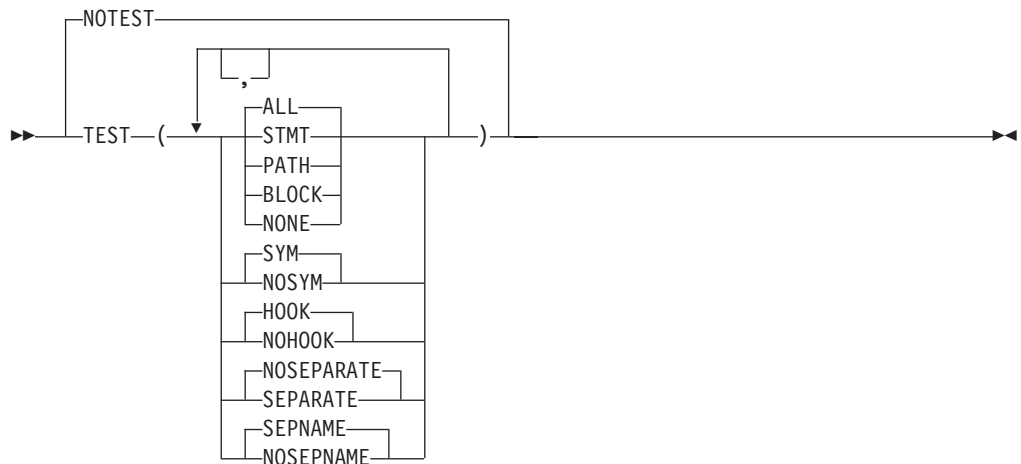 NOTEST
,
ALL
TEST ( STMT )
PATH
BLOCK
NONE
SYM
NOSYM
HOOK
NOHOOK
NOSEPARATE
SEPARATE
SEPNAME
NOSEPNAME